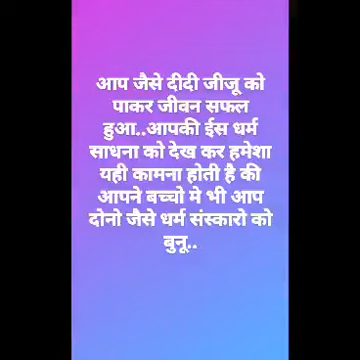 आप जैसे दीदी जीजू को
पाकर जीवन सफल
हुआ..आपकी ईस धर्म
साधना को देख कर हमेशा
यही कामना होती है की
आपने बच्चो मे भी आप
दोनो जैसे धर्म संस्कारो को
बुनू..